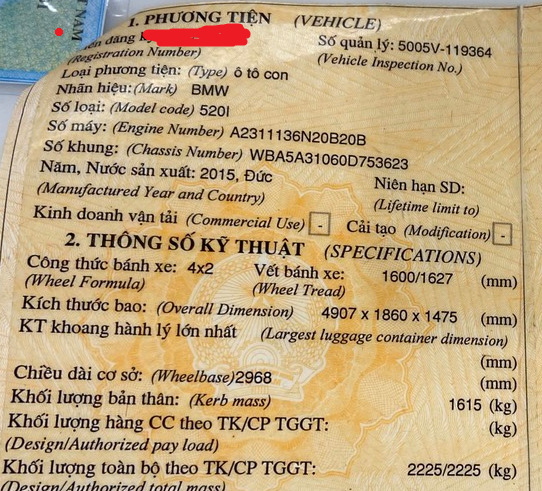 1. PHƯƠNG TIỆN (VEHICLE)
đăng
(Registration Number)
Số quản lý: 5005V-119364
(Vehicle Inspection No.)
Loại phương tiện: (Type) ô tô con
Nhãn hiệu: (Mark) BMW
Số loại: (Model code) 520I
Số máy: (Engine Number) A2311136N20B20B
Số khung: (Chassis Number) WBA5A31060D753623
Năm, Nước sản xuất: 2015, Đức
(Manufactured Year and Country)
Niên hạn SD:
(Lifetime limit to)
Kinh doanh vận tải (Commercial Use) - Cải tạo (Modification) -
2. THÔNG SỐ KỸ THUẬT (SPECIFICATIONS)
Công thức bánh xe: 4x2
(Wheel Formula)
Vết bánh xe: 1600/1627 (mm)
(Wheel Tread)
Kích thước bao: (Overall Dimension) 4907 x 1860 x 1475 (mm)
KT khoang hành lý lớn nhất (Largest luggage container dimension)
(mm)
Chiều dài cơ sở: (Wheelbase) 2968 (mm)
Khối lượng bản thân: (Kerb mass) 1615 (kg)
Khối lượng hàng CC theo TK/CP TGGT: (kg)
(Design/Authorized pay load)
Khối lượng toàn bộ theo TK/CP TGGT: 2225/2225 (kg)
(Design/Authorized total mass)